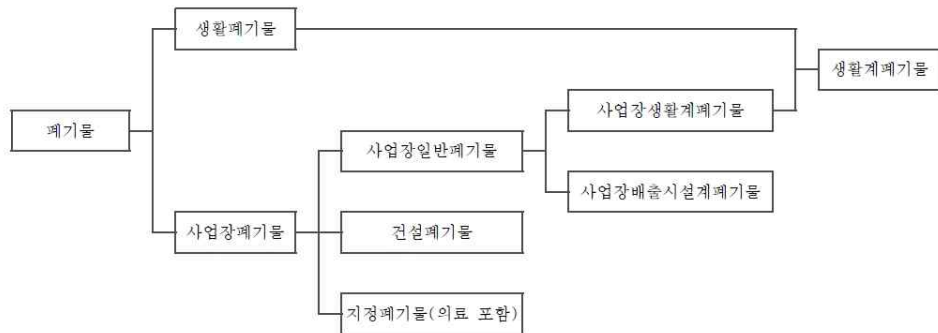 생활폐기물
생활계폐기물
사업장생활계폐기물
폐기물
사업장일반폐기물
사업장배출시설계폐기물
사업장폐기물
건설폐기물
지정폐기물(의료 포함)